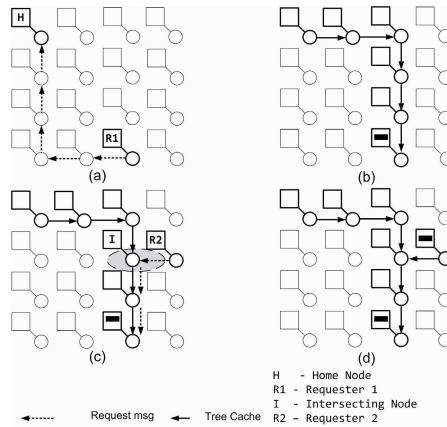 H
R1
(a)
(b)
I
R2
(c)
(d)
H - Home Node
R1 - Requester 1
I - Intersecting Node
R2 - Requester 2
Request msg
Tree Cache